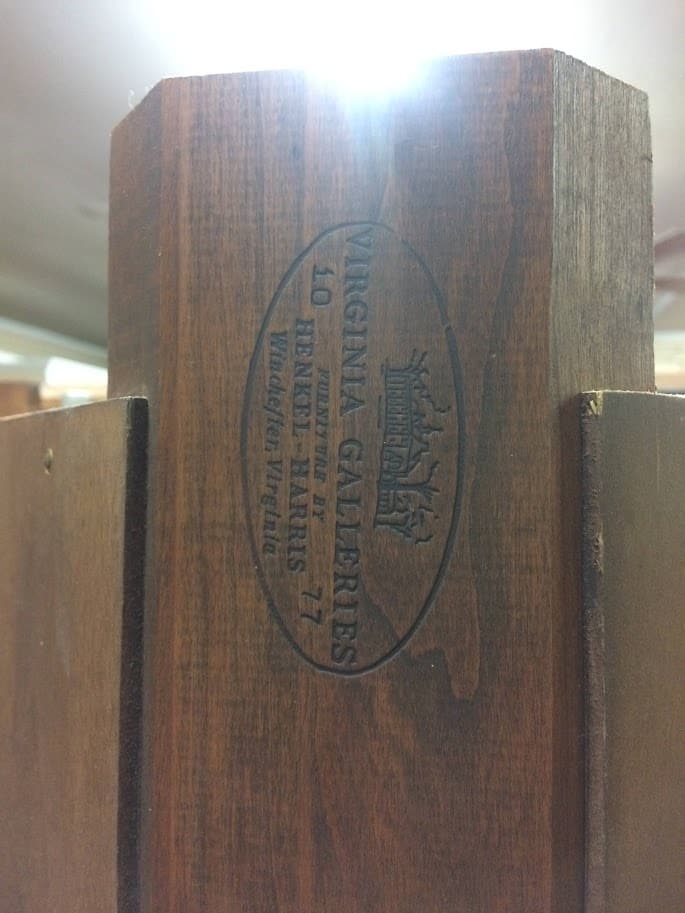 VIRGINIA GALLERIES
FURNITURE BY
10 HENKEL-HARRIS 77
Winchester, Virginia